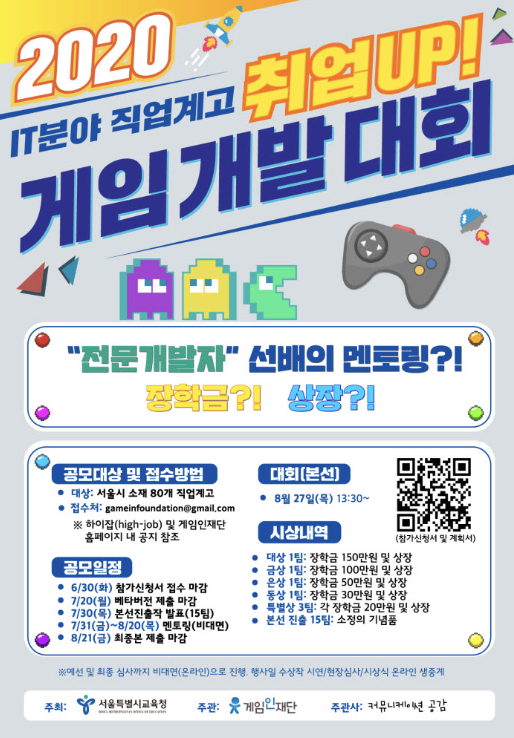 2020
IT분야 직업계고 취업UP!
게임 개발 대회
"전문개발자" 선배의 멘토링?!
장학금?! 상장?!
공모대상 및 접수방법
• 대상: 서울시 소재 80개 직업계고
• 접수처: gameinfoundation@gmail.com
※ 하이잡(high-job) 및 게임인재단
홈페이지 내 공지 참조
공모일정
• 6/30(화) 참가신청서 접수 마감
• 7/20(월) 베타버전 제출 마감
• 7/30(목) 본선진출작 발표(15팀)
• 7/31(금)~8/20(목) 멘토링(비대면)
• 8/21(금) 최종본 제출 마감
대회(본선)
• 8월 27일(목) 13:30~
(참가신청서 및 계획서)
시상내역
• 대상 1팀: 장학금 150만원 및 상장
• 금상 1팀: 장학금 100만원 및 상장
• 은상 1팀: 장학금 50만원 및 상장
• 동상 1팀: 장학금 30만원 및 상장
• 특별상 3팀: 각 장학금 20만원 및 상장
• 본선 진출 15팀: 소정의 기념품
※예선 및 최종 심사까지 비대면(온라인)으로 진행. 행사일 수상작 시연/현장심사/시상식 온라인 생중계
주최: 서울특별시교육청 주관: 게임인재단 주관사: 커뮤니케이션 공감